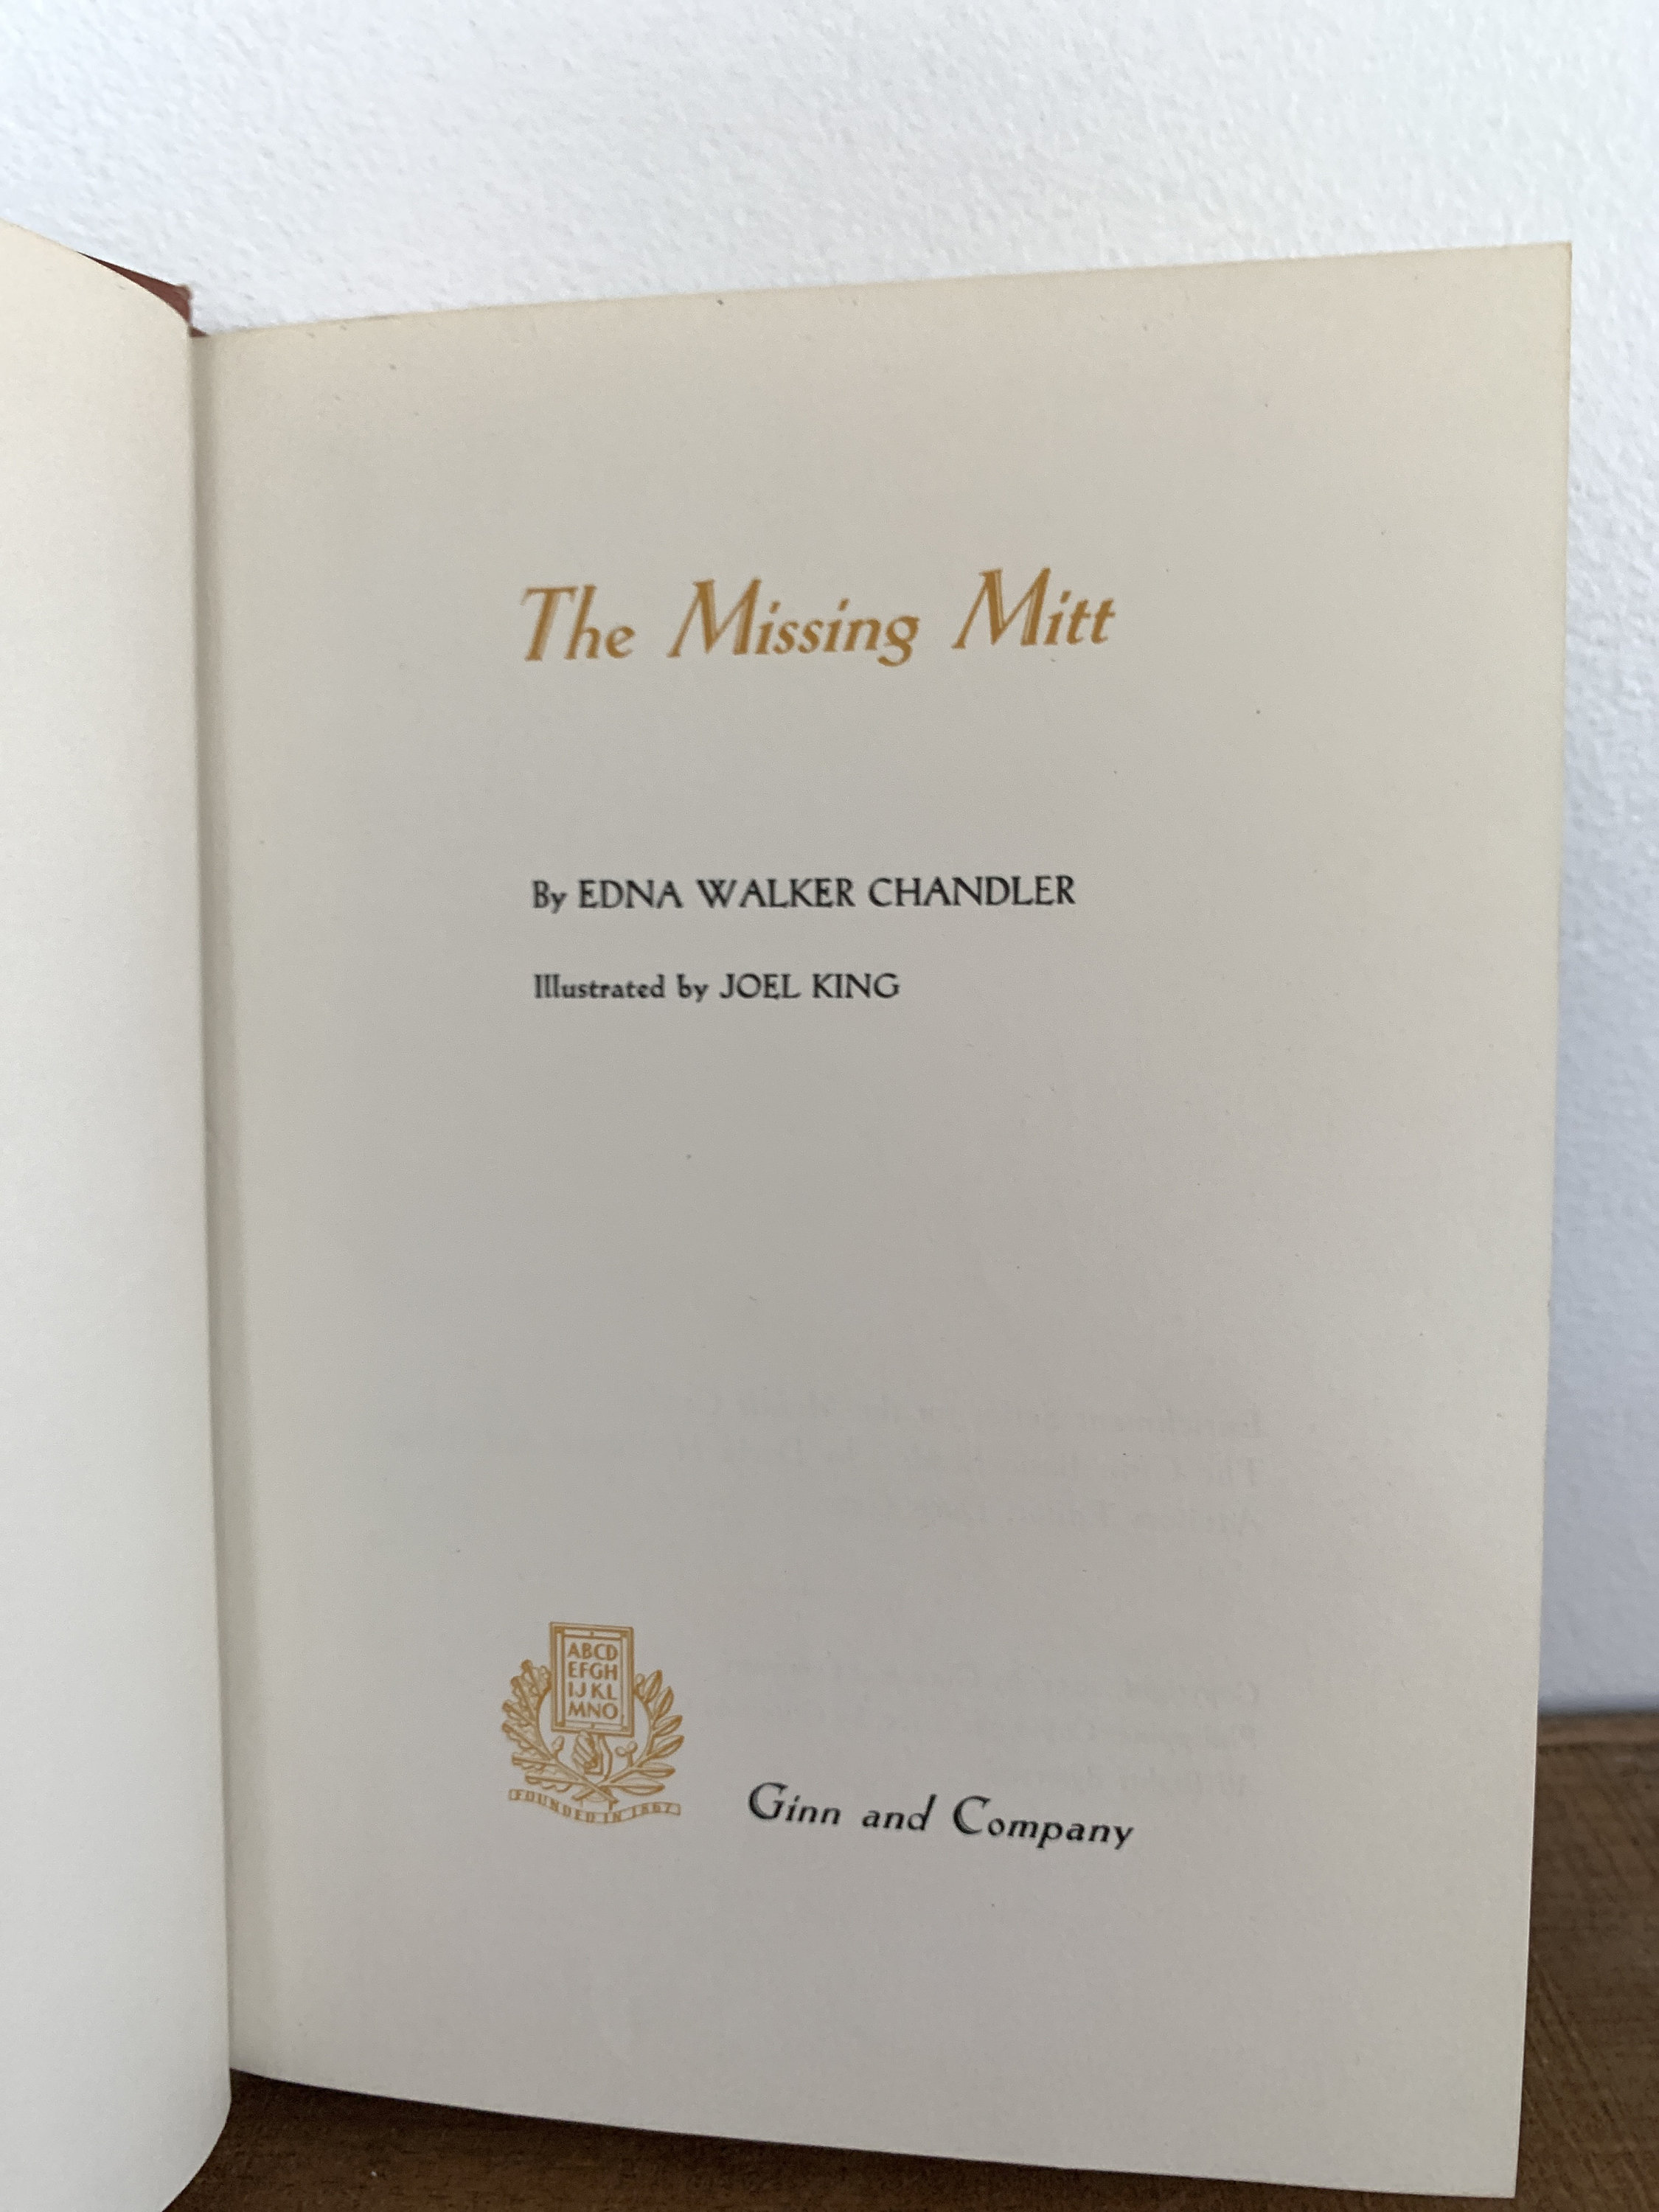 The Missing Mitt
By EDNA WALKER CHANDLER
Illustrated by JOEL KING
ABCD
EFGH
IJKL
MNO
FOUNDED IN 1867
Ginn and Company